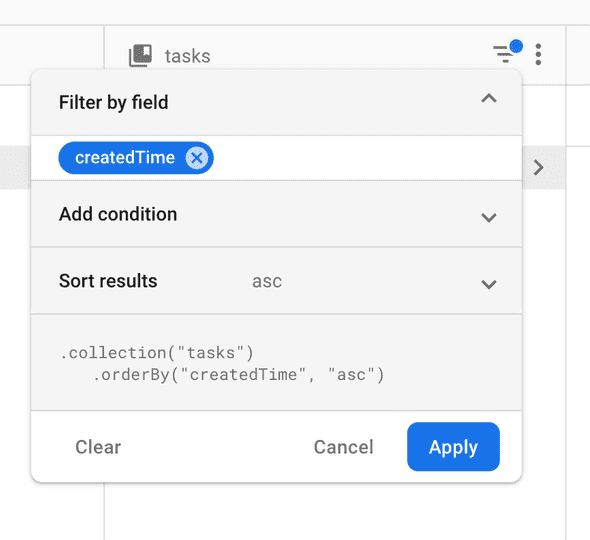 tasks
Filter by field
createdTime
Add condition
Sort results asc
.collection("tasks")
.orderBy("createdTime", "asc")
Clear Cancel Apply